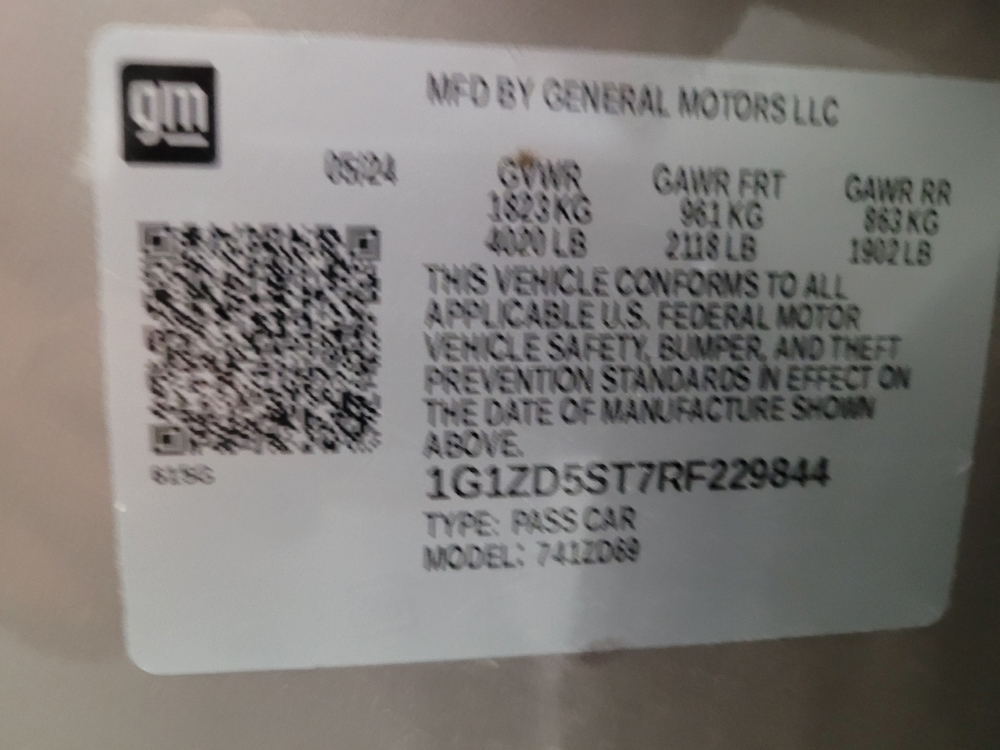 gm
MFD BY GENERAL MOTORS LLC
05/24
GVWR GAWR FRT GAWR RR
1823 KG 961 KG 863 KG
4020 LB 2118 LB 1902 LB
THIS VEHICLE CONFORMS TO ALL
APPLICABLE U.S. FEDERAL MOTOR
VEHICLE SAFETY, BUMPER, AND THEFT
PREVENTION STANDARDS IN EFFECT ON
THE DATE OF MANUFACTURE SHOWN
ABOVE.
1G1ZD5ST7RF229844
TYPE: PASS CAR
MODEL: 741ZD69